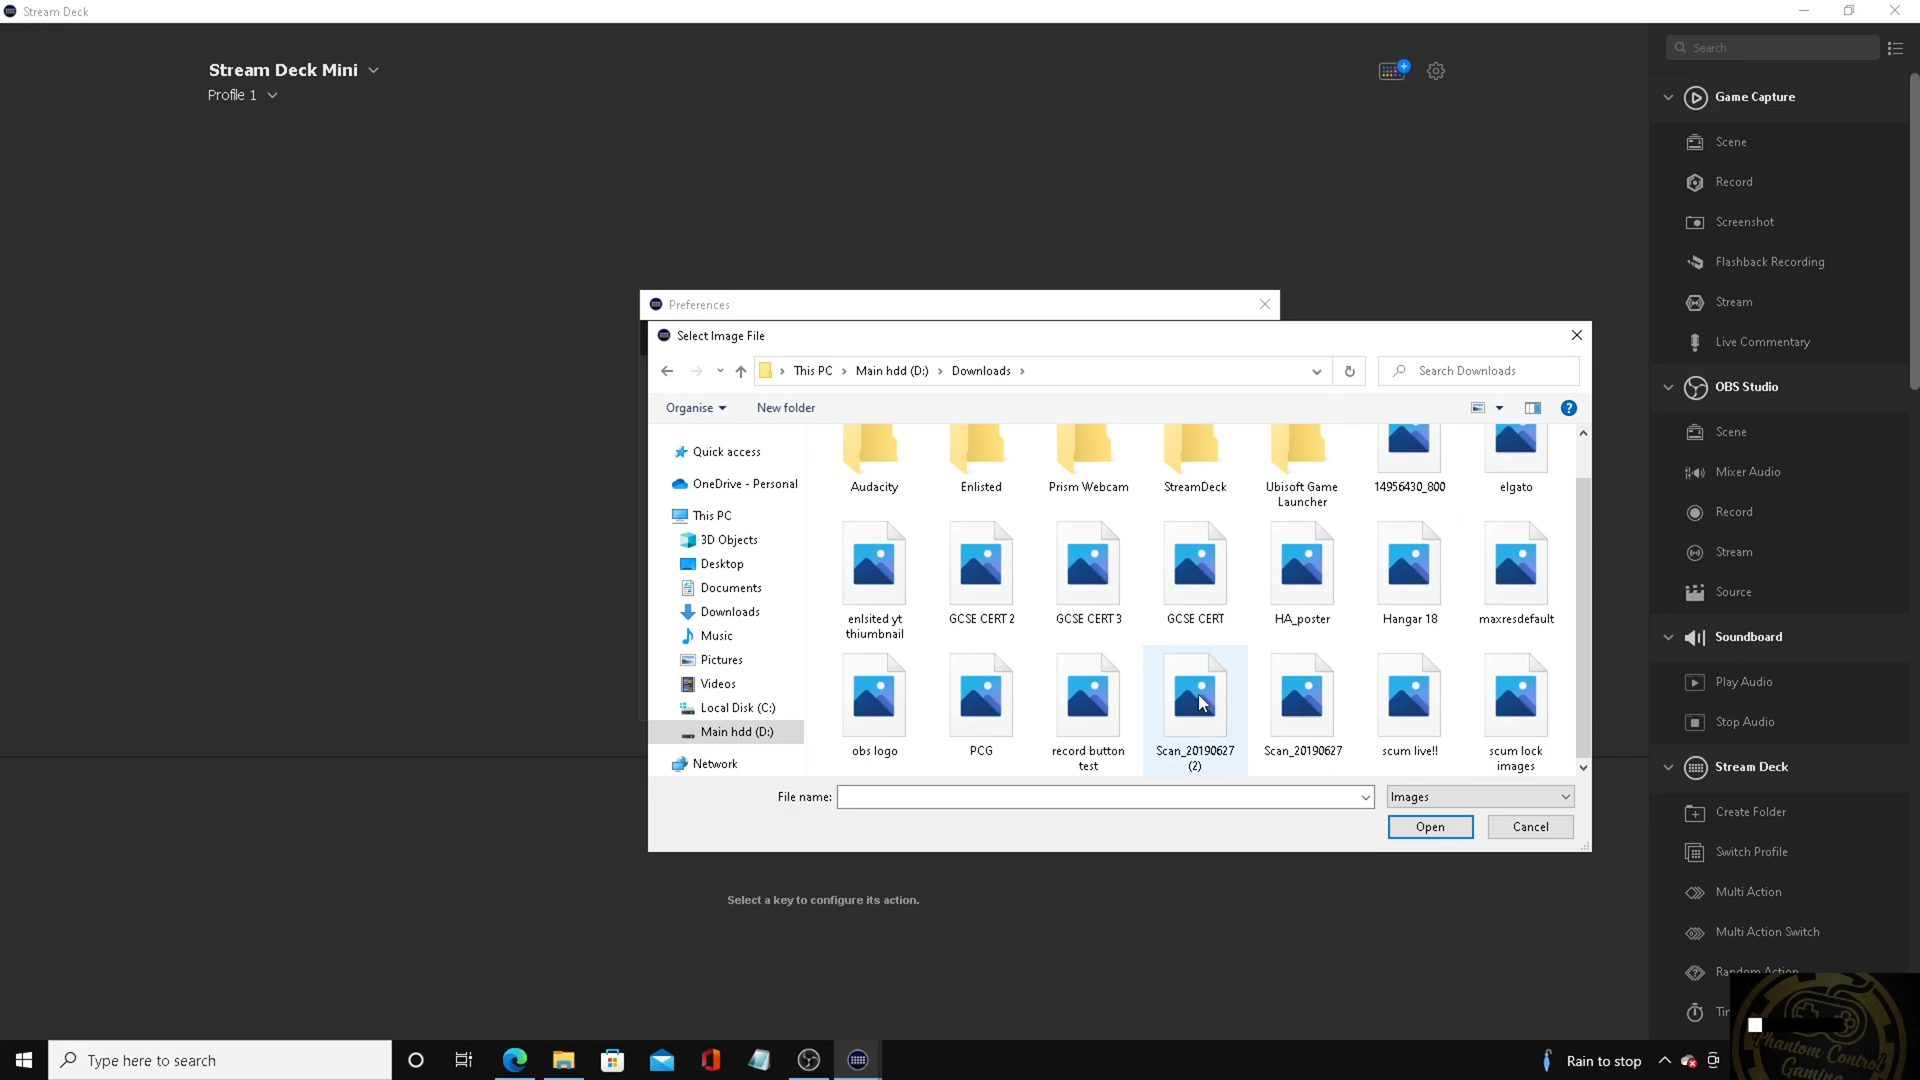 Stream Deck
Stream Deck Mini
Profile 1
Search
Game Capture
Scene
Record
Screenshot
Flashback Recording
Stream
Live Commentary
OBS Studio
Scene
Mixer Audio
Record
Stream
Source
Soundboard
Play Audio
Stop Audio
Stream Deck
Create Folder
Switch Profile
Multi Action
Multi Action Switch
Random Action
Preferences
Select Image File
This PC
Main hdd (D:)
Downloads
Search Downloads
Organise
New folder
Quick access
OneDrive - Personal
This PC
3D Objects
Desktop
Documents
Downloads
Music
Pictures
Videos
Local Disk (C:)
Main hdd (D:)
Network
Audacity
Enlisted
Prism Webcam
StreamDeck
Ubisoft Game
Launcher
14956430_800
elgato
enlsited yt
thiumbnail
GCSE CERT 2
GCSE CERT 3
GCSE CERT
HA_poster
Hangar 18
maxresdefault
obs logo
PCG
record button
test
Scan_20190627
(2)
Scan_20190627
scum live!!
scum lock
images
File name:
Images
Open
Cancel
Select a key to configure its action.
Type here to search
Rain to stop
Phantom Control
Gaming